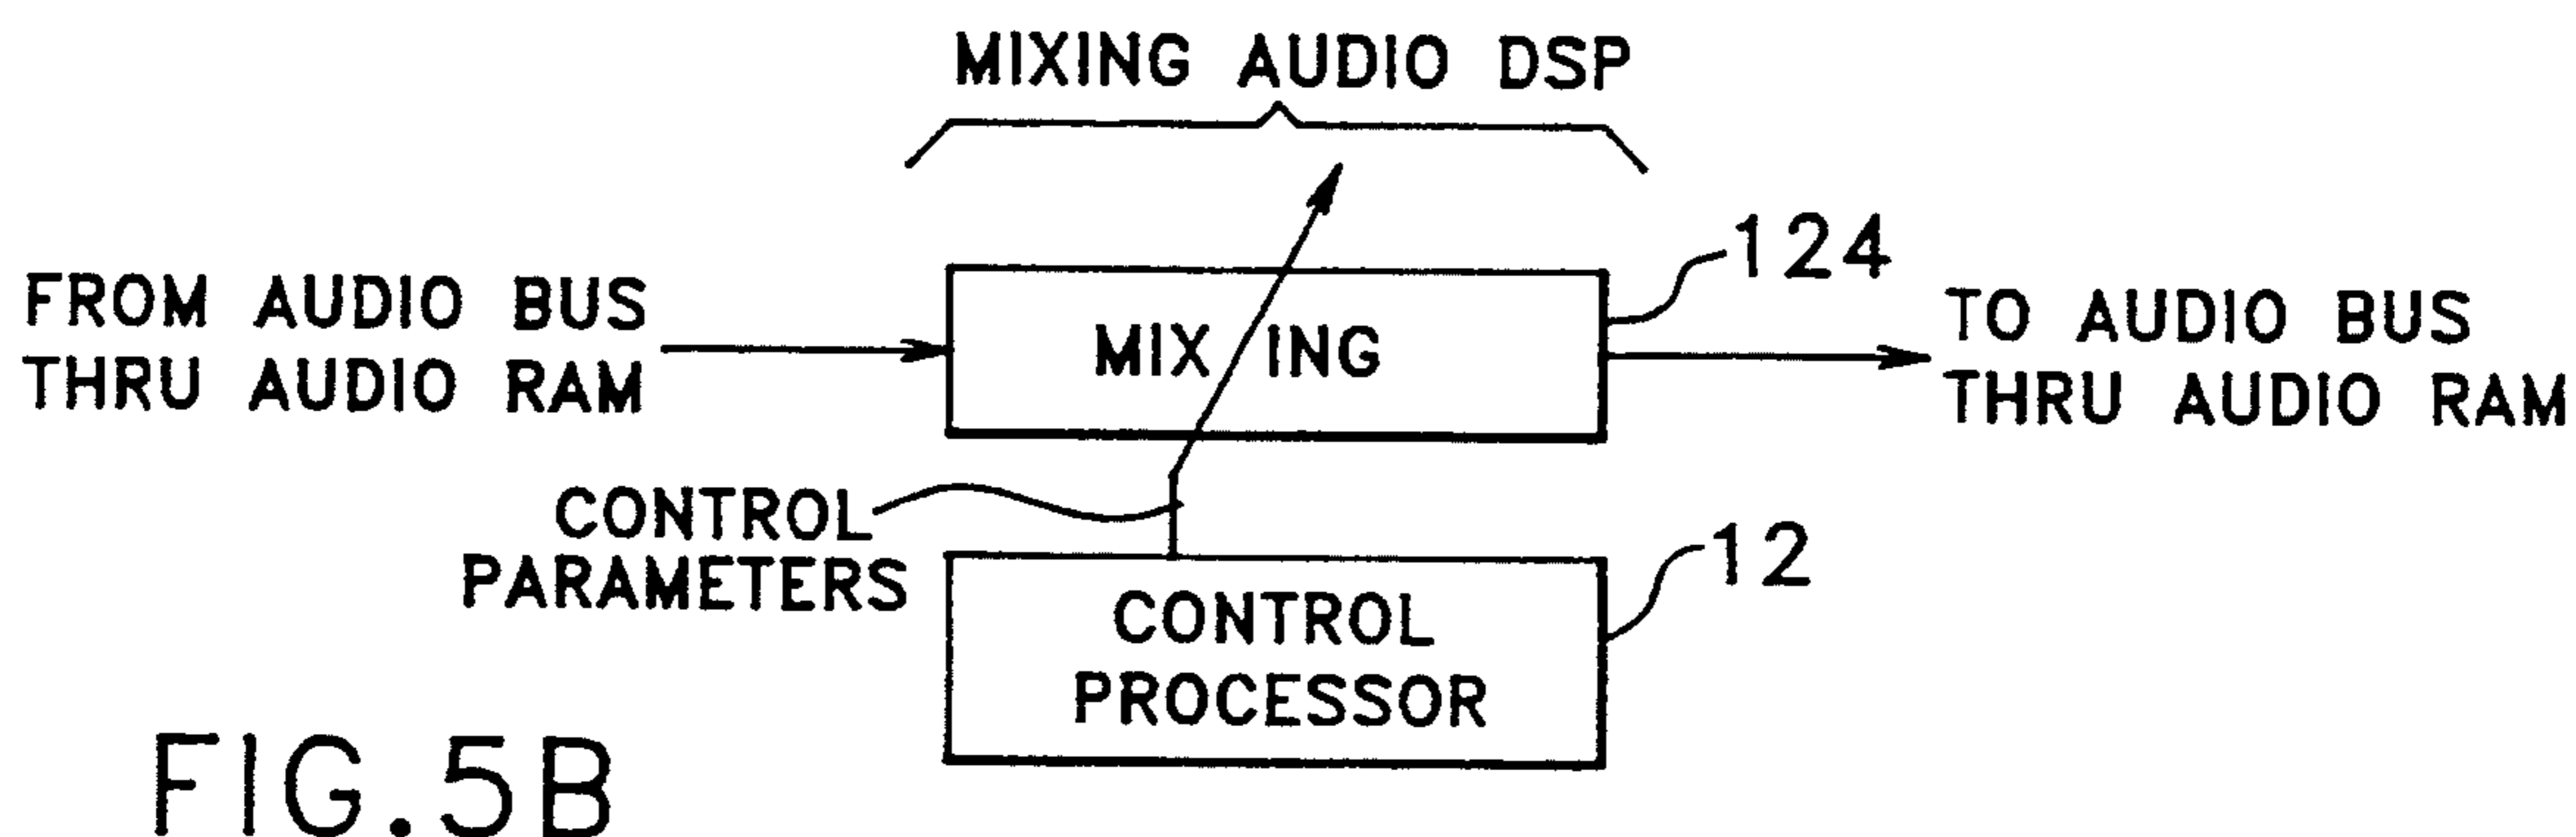 MIXING AUDIO DSP
124
FROM AUDIO BUS
THRU AUDIO RAM
MIXING
TO AUDIO BUS
THRU AUDIO RAM
CONTROL
PARAMETERS
12
CONTROL
PROCESSOR
FIG.5B